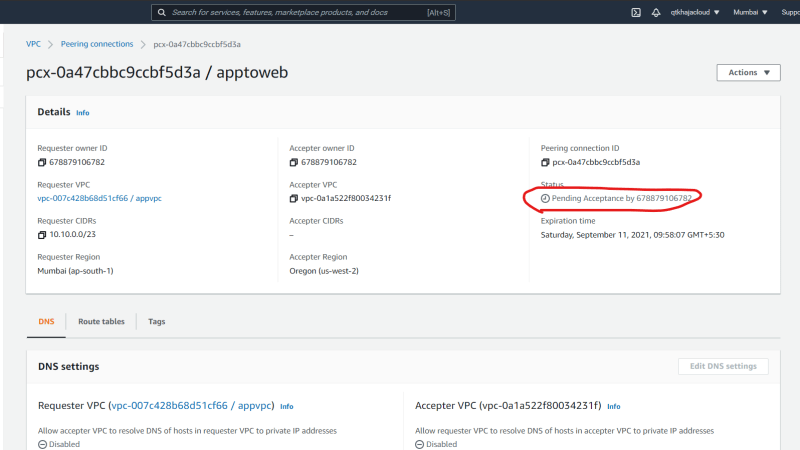 Search for services, features, marketplace products, and docs [Alt+S] qtkhajacloud Mumbai Suppo
VPC Peering connections pcx-0a47cbbc9ccbf5d3a
pcx-0a47cbbc9ccbf5d3a / apptoweb Actions
Details Info
Requester owner ID Accepter owner ID Peering connection ID
678879106782 678879106782 pcx-0a47cbbc9ccbf5d3a
Requester VPC Accepter VPC Status
vpc-007c428b68d51cf66 / appvpc vpc-0a1a522f80034231f Pending Acceptance by 678879106782
Requester CIDRs Accepter CIDRs Expiration time
10.10.0.0/23 – Saturday, September 11, 2021, 09:58:07 GMT+5:30
Requester Region Accepter Region
Mumbai (ap-south-1) Oregon (us-west-2)
DNS Route tables Tags
DNS settings Edit DNS settings
Requester VPC (vpc-007c428b68d51cf66 / appvpc) Info Accepter VPC (vpc-0a1a522f80034231f) Info
Allow accepter VPC to resolve DNS of hosts in requester VPC to private IP addresses Allow requester VPC to resolve DNS of hosts in accepter VPC to private IP addresses
Disabled Disabled